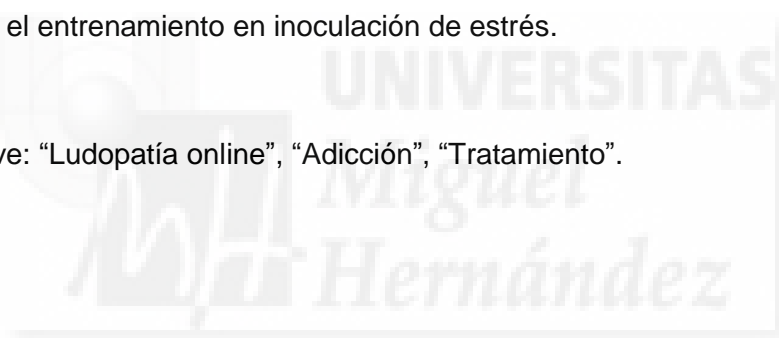 el entrenamiento en inoculación de estrés.
UNIVERSITAS
ve: “Ludopatía online”, “Adicción”, “Tratamiento”.
Miguel
Hernández